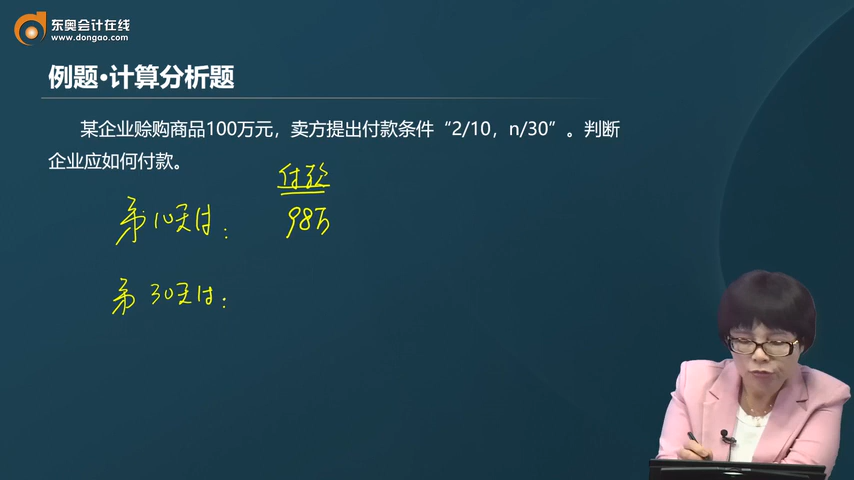 东奥会计在线
www.dongao.com
例题·计算分析题
某企业赊购商品100万元，卖方提出付款条件“2/10，n/30”。判断
企业应如何付款。
付款
第10天付： 98万
第30天付：